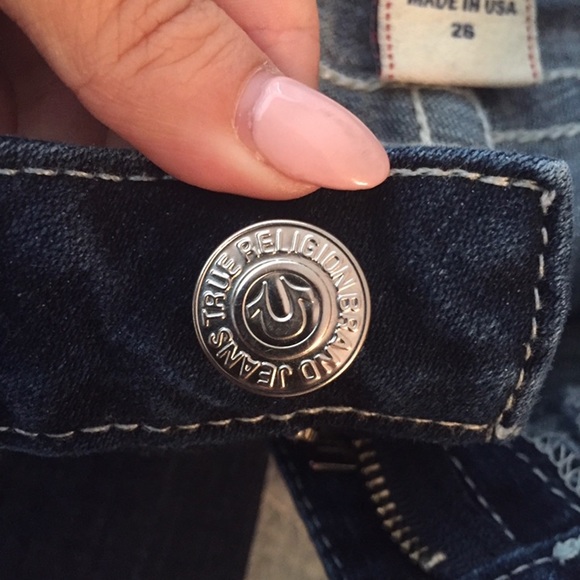 MADE IN USA
26
TRUE RELIGION BRAND JEANS